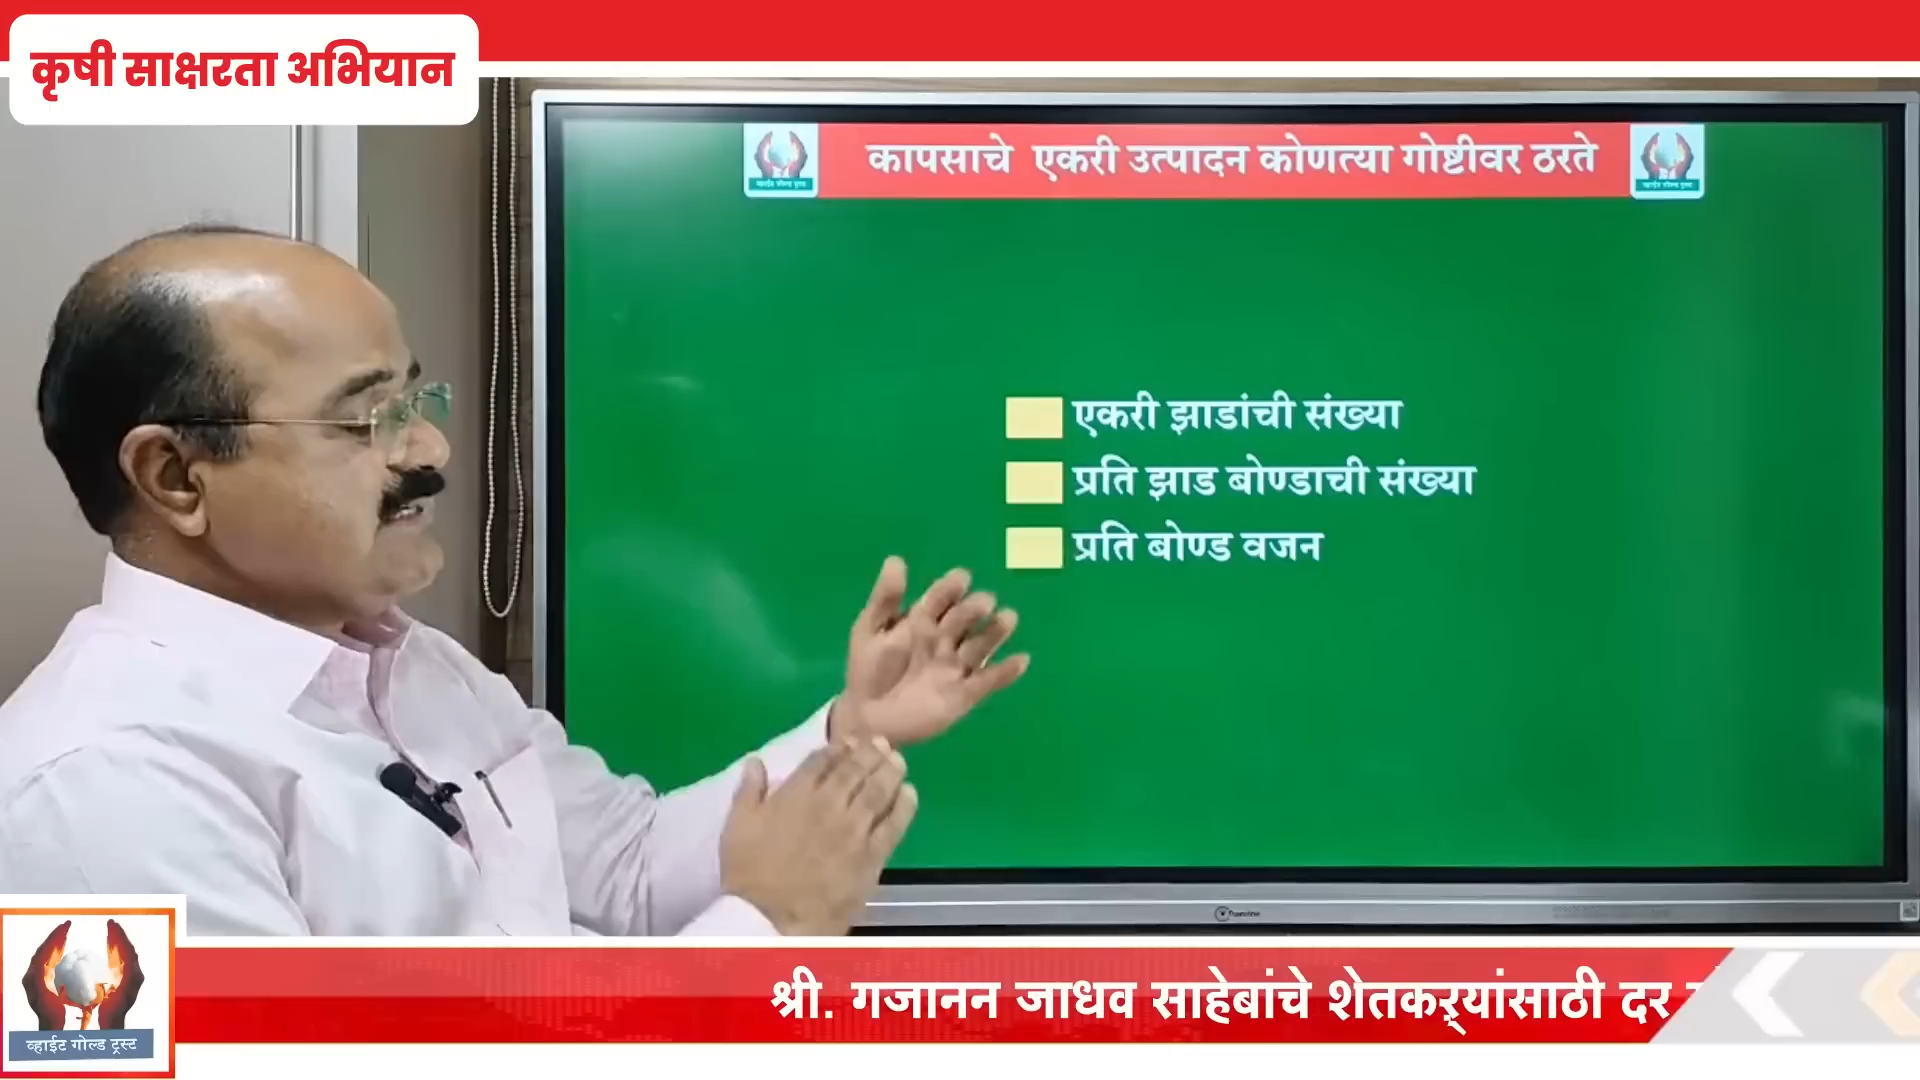 कृषी साक्षरता अभियान
कापसाचे एकरी उत्पादन कोणत्या गोष्टीवर ठरते
एकरी झाडांची संख्या
प्रति झाड बोण्डाची संख्या
प्रति बोण्ड वजन
श्री. गजानन जाधव साहेबांचे शेतकऱ्यांसाठी दर
व्हाईट गोल्ड ट्रस्ट